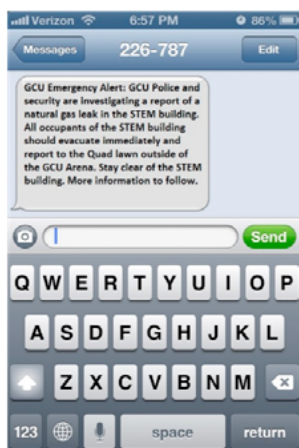 Verizon 6:57 PM 86%
Messages 226-787 Edit
GCU Emergency Alert: GCU Police and
security are investigating a report of a
natural gas leak in the STEM building.
All occupants of the STEM building
should evacuate immediately and
report to the Quad lawn outside of
the GCU Arena. Stay clear of the STEM
building. More information to follow.
Send
Q W E R T Y U I O P
A S D F G H J K L
Z X C V B N M
123 space return